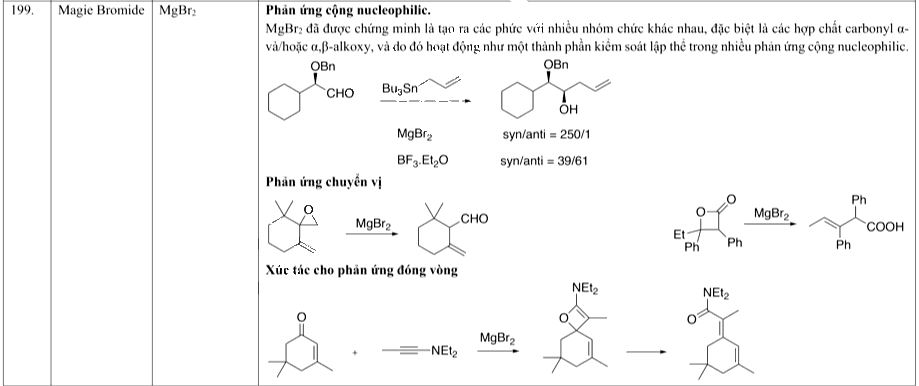 199. Magie Bromide MgBr₂ Phản ứng cộng nucleophilic.
MgBr₂ đã được chứng minh là tạo ra các phức với nhiều nhóm chức khác nhau, đặc biệt là các hợp chất carbonyl α-
và/hoặc α,β-alkoxy, và do đó hoạt động như một thành phần kiểm soát lập thể trong nhiều phản ứng cộng nucleophilic.
OBn OBn
Bu₃Sn
CHO
OH
MgBr₂ syn/anti = 250/1
BF₃.Et₂O syn/anti = 39/61
Phản ứng chuyển vị
O MgBr₂ CHO O O Et Ph Ph MgBr₂ Ph COOH Ph
Xúc tác cho phản ứng đóng vòng
NEt₂ NEt₂
O O O
+ NEt₂ MgBr₂